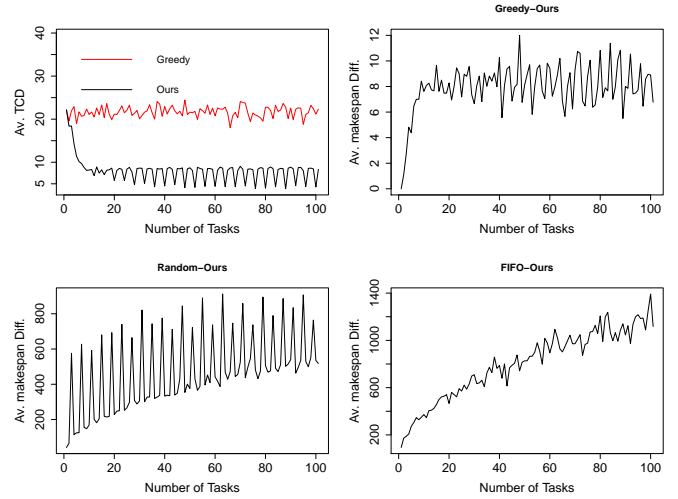 Greedy−Ours
40
30
20
10
5
Av. TCD
Greedy
Ours
0 20 40 60 80 100
Number of Tasks
12
10
8
6
4
2
0
Av. makespan Diff.
0 20 40 60 80 100
Number of Tasks
Random−Ours
800
600
400
200
Av. makespan Diff.
0 20 40 60 80 100
Number of Tasks
FIFO−Ours
1400
1000
600
200
Av. makespan Diff.
0 20 40 60 80 100
Number of Tasks